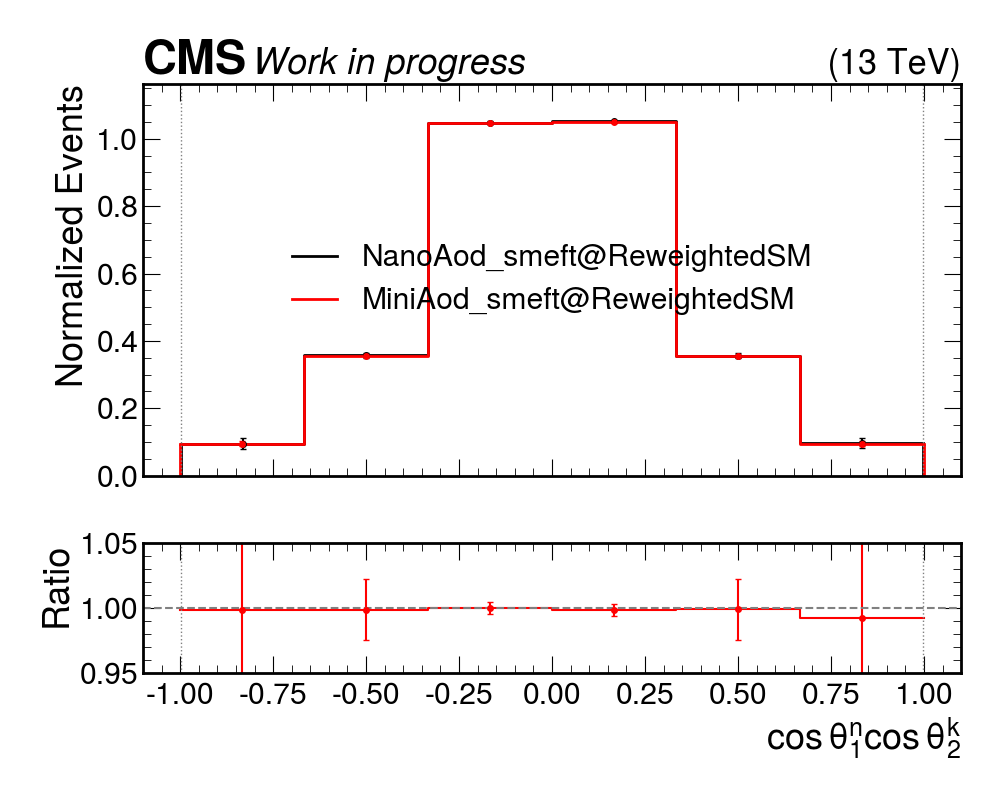 CMS Work in progress (13 TeV)
Normalized Events
1.0
0.8
0.6
0.4
0.2
0.0
NanoAod_smeft@ReweightedSM
MiniAod_smeft@ReweightedSM
Ratio
1.05
1.00
0.95
-1.00 -0.75 -0.50 -0.25 0.00 0.25 0.50 0.75 1.00
cos θ₁ⁿcos θ₂ᵏ